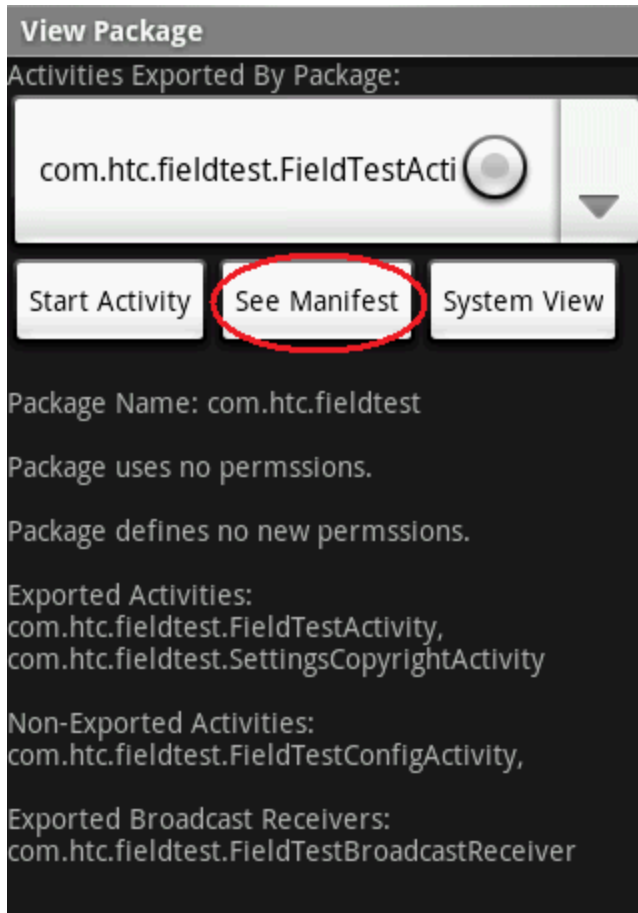 View Package
Activities Exported By Package:
com.htc.fieldtest.FieldTestActi
Start Activity See Manifest System View
Package Name: com.htc.fieldtest
Package uses no permssions.
Package defines no new permssions.
Exported Activities:
com.htc.fieldtest.FieldTestActivity,
com.htc.fieldtest.SettingsCopyrightActivity
Non-Exported Activities:
com.htc.fieldtest.FieldTestConfigActivity,
Exported Broadcast Receivers:
com.htc.fieldtest.FieldTestBroadcastReceiver